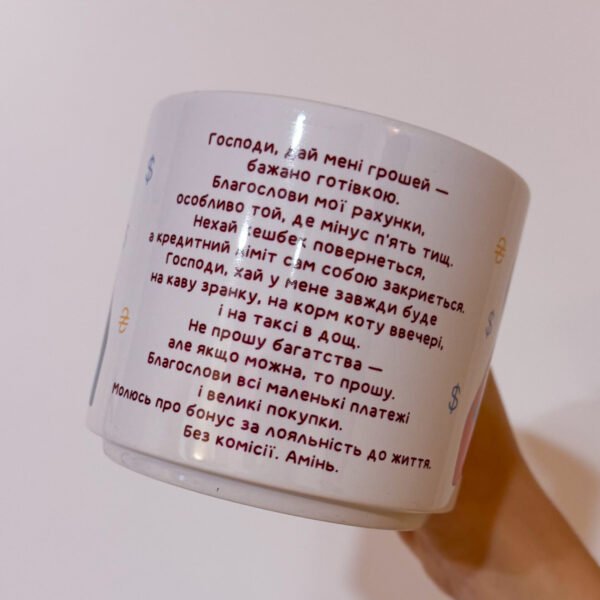 Господи, дай мені грошей —
бажано готівкою.
Благослови мої рахунки,
особливо той, де мінус п'ять тищ.
Нехай кешбек повернеться,
а кредитний ліміт сам собою закриється.
Господи, хай у мене завжди буде
на каву зранку, на корм коту ввечері,
і на таксі в дощ.
Не прошу багатства —
але якщо можна, то прошу.
Благослови всі маленькі платежі
і великі покупки.
Молюсь про бонус за лояльність до життя.
Без комісії. Амінь.